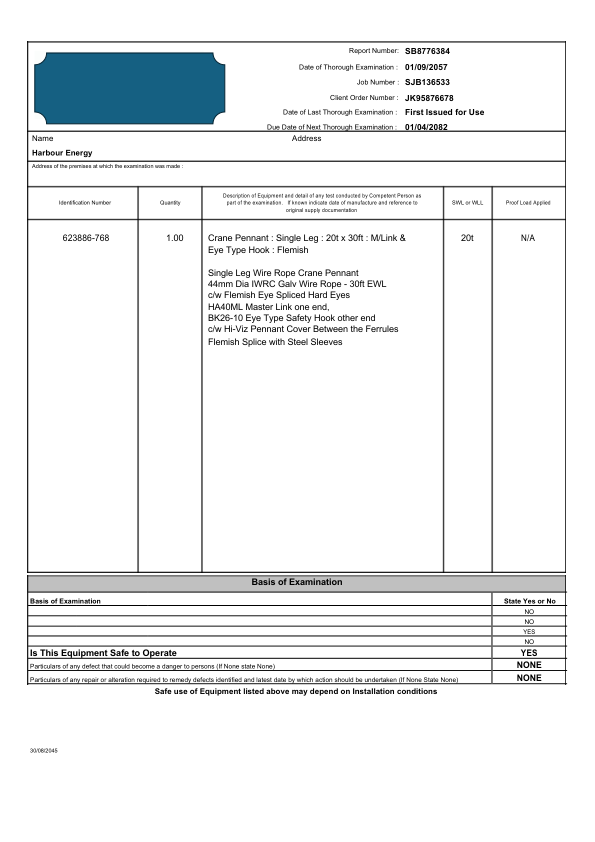 Report Number: SB8776384
Date of Thorough Examination : 01/09/2057
Job Number : SJB136533
Client Order Number : JK95876678
Date of Last Thorough Examination : First Issued for Use
Due Date of Next Thorough Examination : 01/04/2082
Name Address
Harbour Energy
Address of the premises at which the examination was made :
Identification Number Quantity Description of Equipment and detail of any test conducted by Competent Person as SWL or WLL Proof Load Applied
part of the examination. If known indicate date of manufacture and reference to
original supply documentation
623886-768 1.00 Crane Pennant : Single Leg : 20t x 30ft : M/Link & 20t N/A
Eye Type Hook : Flemish
Single Leg Wire Rope Crane Pennant
44mm Dia IWRC Galv Wire Rope - 30ft EWL
c/w Flemish Eye Spliced Hard Eyes
HA40ML Master Link one end,
BK26-10 Eye Type Safety Hook other end
c/w Hi-Viz Pennant Cover Between the Ferrules
Flemish Splice with Steel Sleeves
Basis of Examination
Basis of Examination State Yes or No
NO
NO
YES
NO
Is This Equipment Safe to Operate YES
Particulars of any defect that could become a danger to persons (If None state None) NONE
Particulars of any repair or alteration required to remedy defects identified and latest date by which action should be undertaken (If None State None) NONE
Safe use of Equipment listed above may depend on Installation conditions
30/08/2045